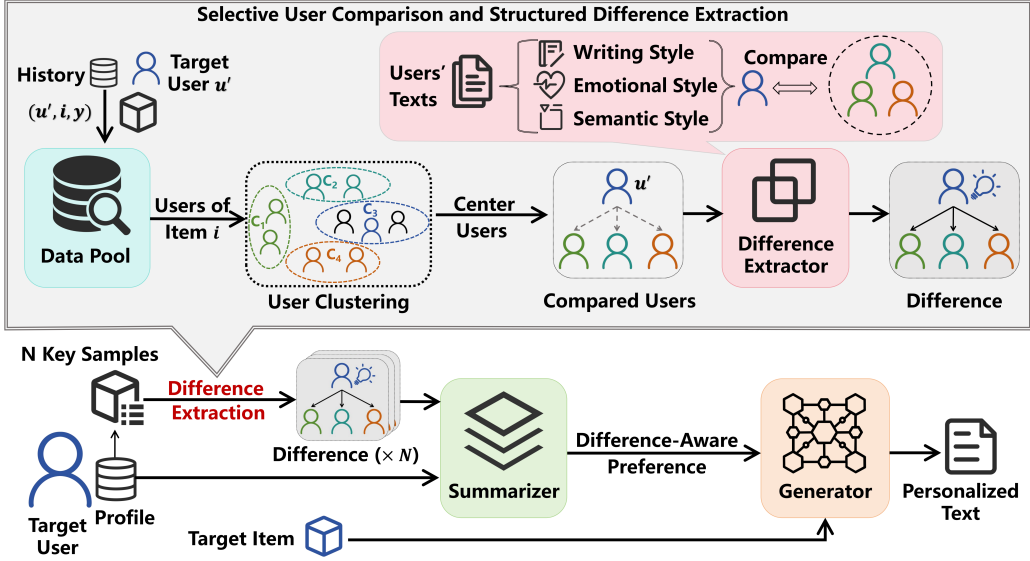 Selective User Comparison and Structured Difference Extraction
History
Target
User u'
(u', i, y)
Users'
Texts
Writing Style
Emotional Style
Semantic Style
Compare
Data Pool
Users of
Item i
C1
C2
C3
C4
User Clustering
Center
Users
u'
Compared Users
Difference
Extractor
Difference
N Key Samples
Difference
Extraction
Difference (× N)
Target
User
Profile
Summarizer
Difference-Aware
Preference
Generator
Personalized
Text
Target Item